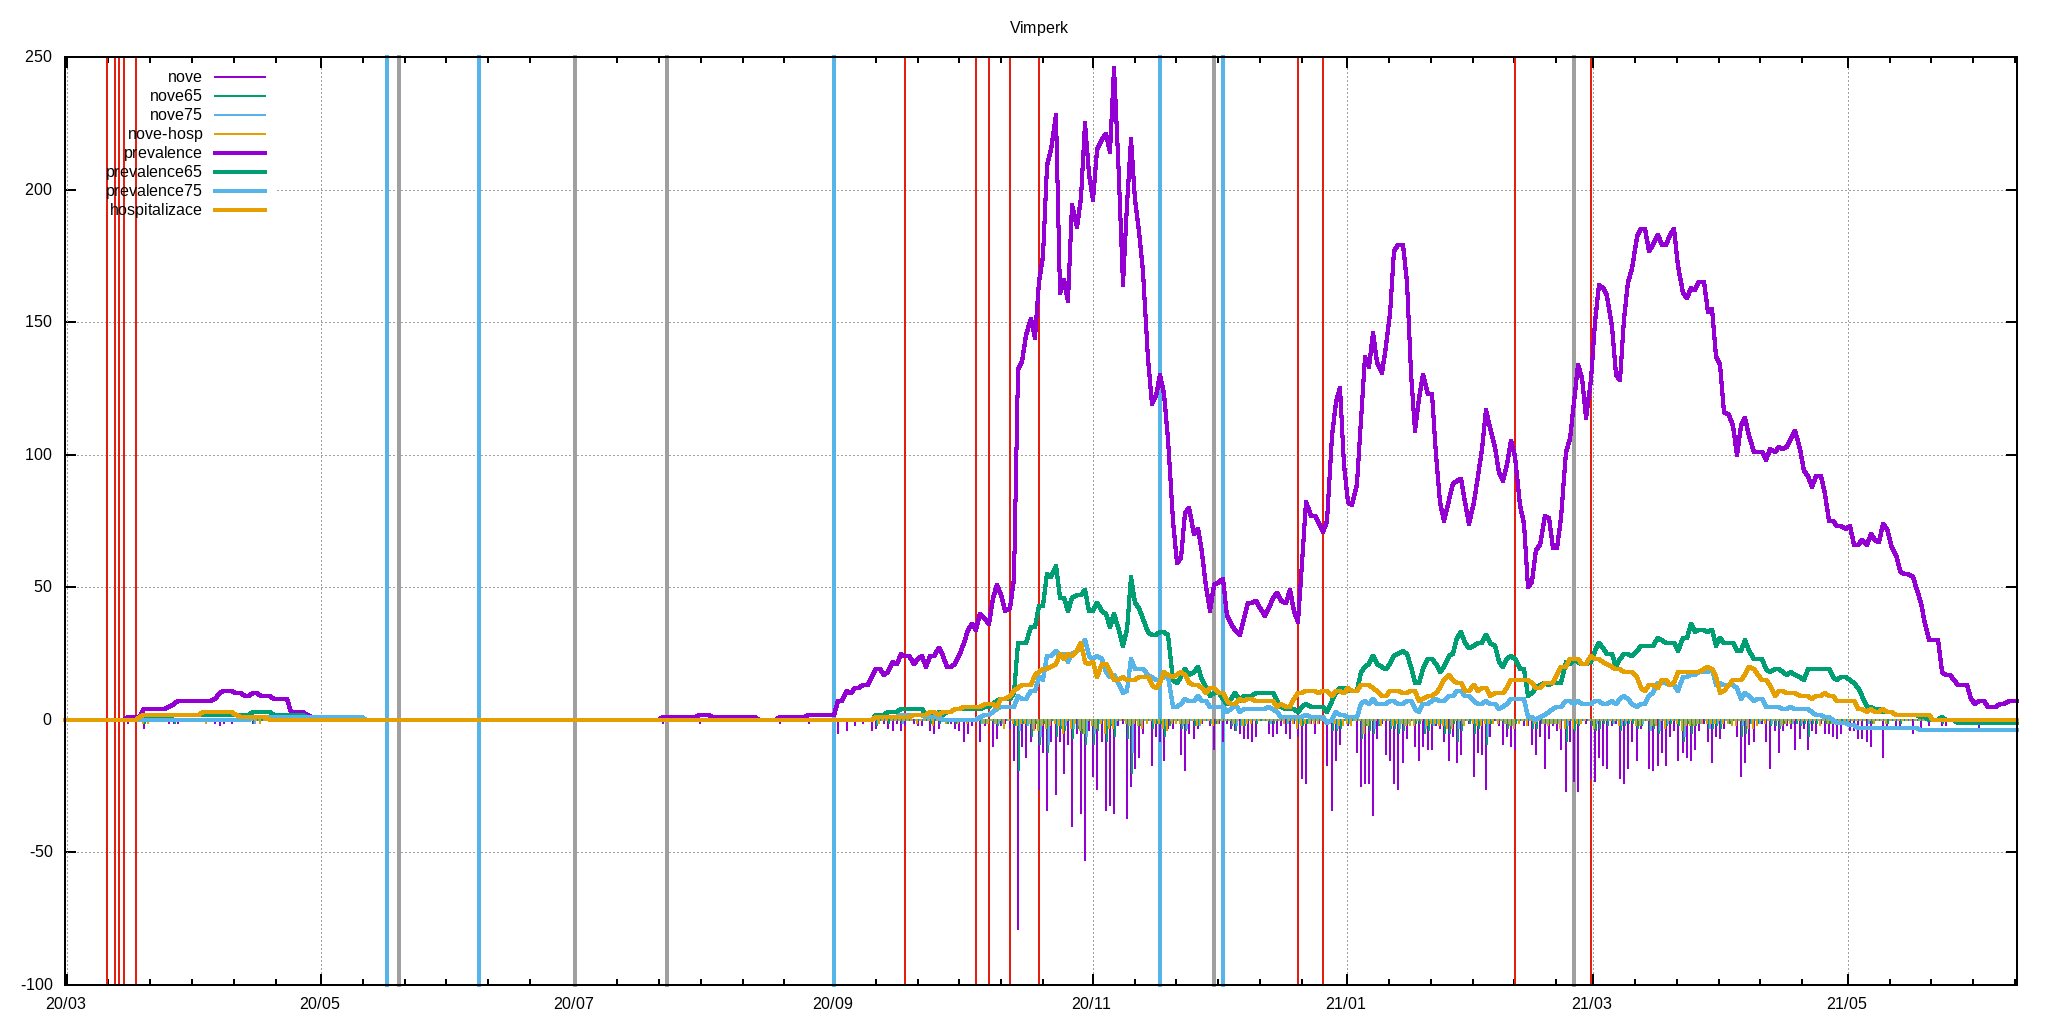 Vimperk
250
200
150
100
50
0
-50
-100
nove
nove65
nove75
nove-hosp
prevalence
prevalence65
prevalence75
hospitalizace
20/03 20/05 20/07 20/09 20/11 21/01 21/03 21/05